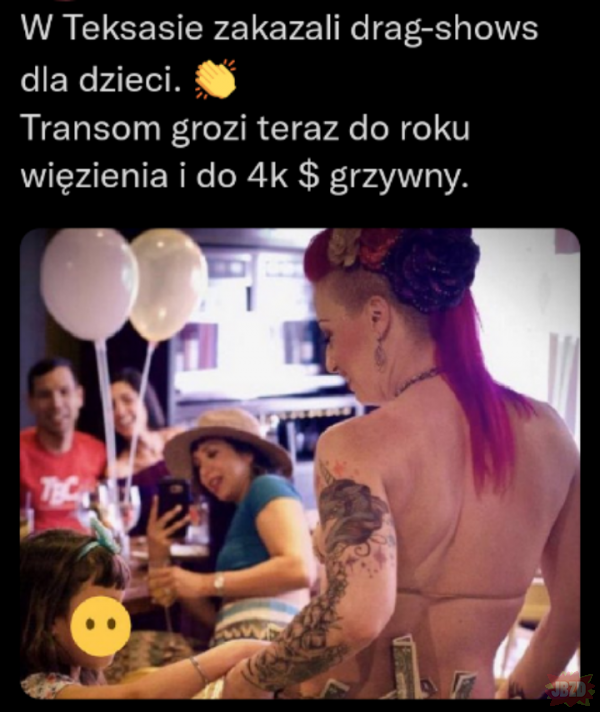 W Teksasie zakazali drag-shows
dla dzieci. 👏
Transom grozi teraz do roku
więzienia i do 4k $ grzywny.
TBC
JBZD